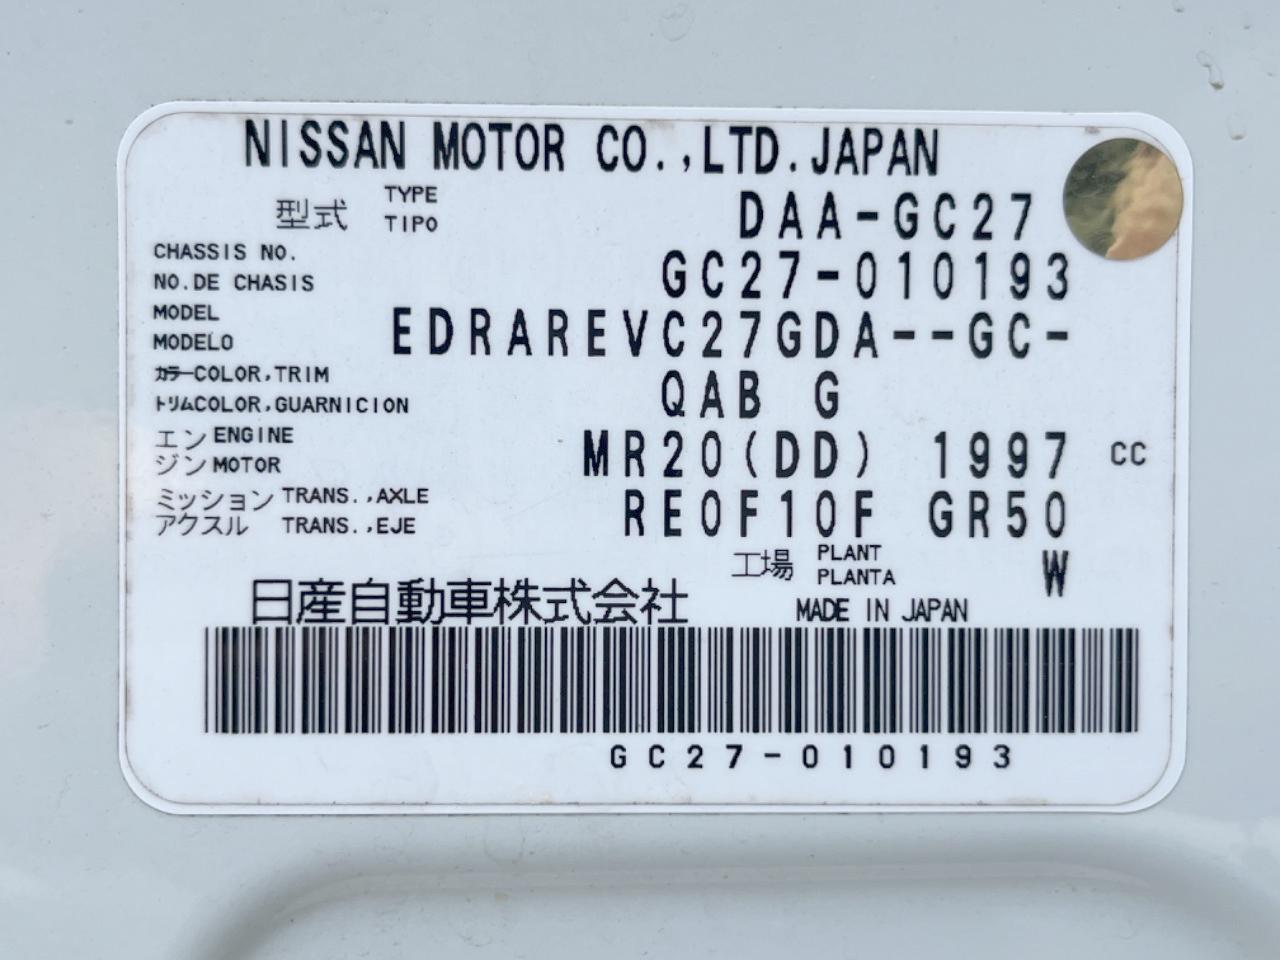 NISSAN MOTOR CO.,LTD.JAPAN
型式 TYPE TIPO DAA-GC27
CHASSIS NO.
NO.DE CHASIS GC27-010193
MODEL
MODELO EDRAREVC27GDA--GC-
カラーCOLOR,TRIM QAB G
トリムCOLOR,GUARNICION
エンジン ENGINE MOTOR MR20(DD) 1997 CC
ミッション TRANS.,AXLE RE0F10F GR50
アクスル TRANS.,EJE
工場 PLANT PLANTA W
日産自動車株式会社 MADE IN JAPAN
GC27-010193